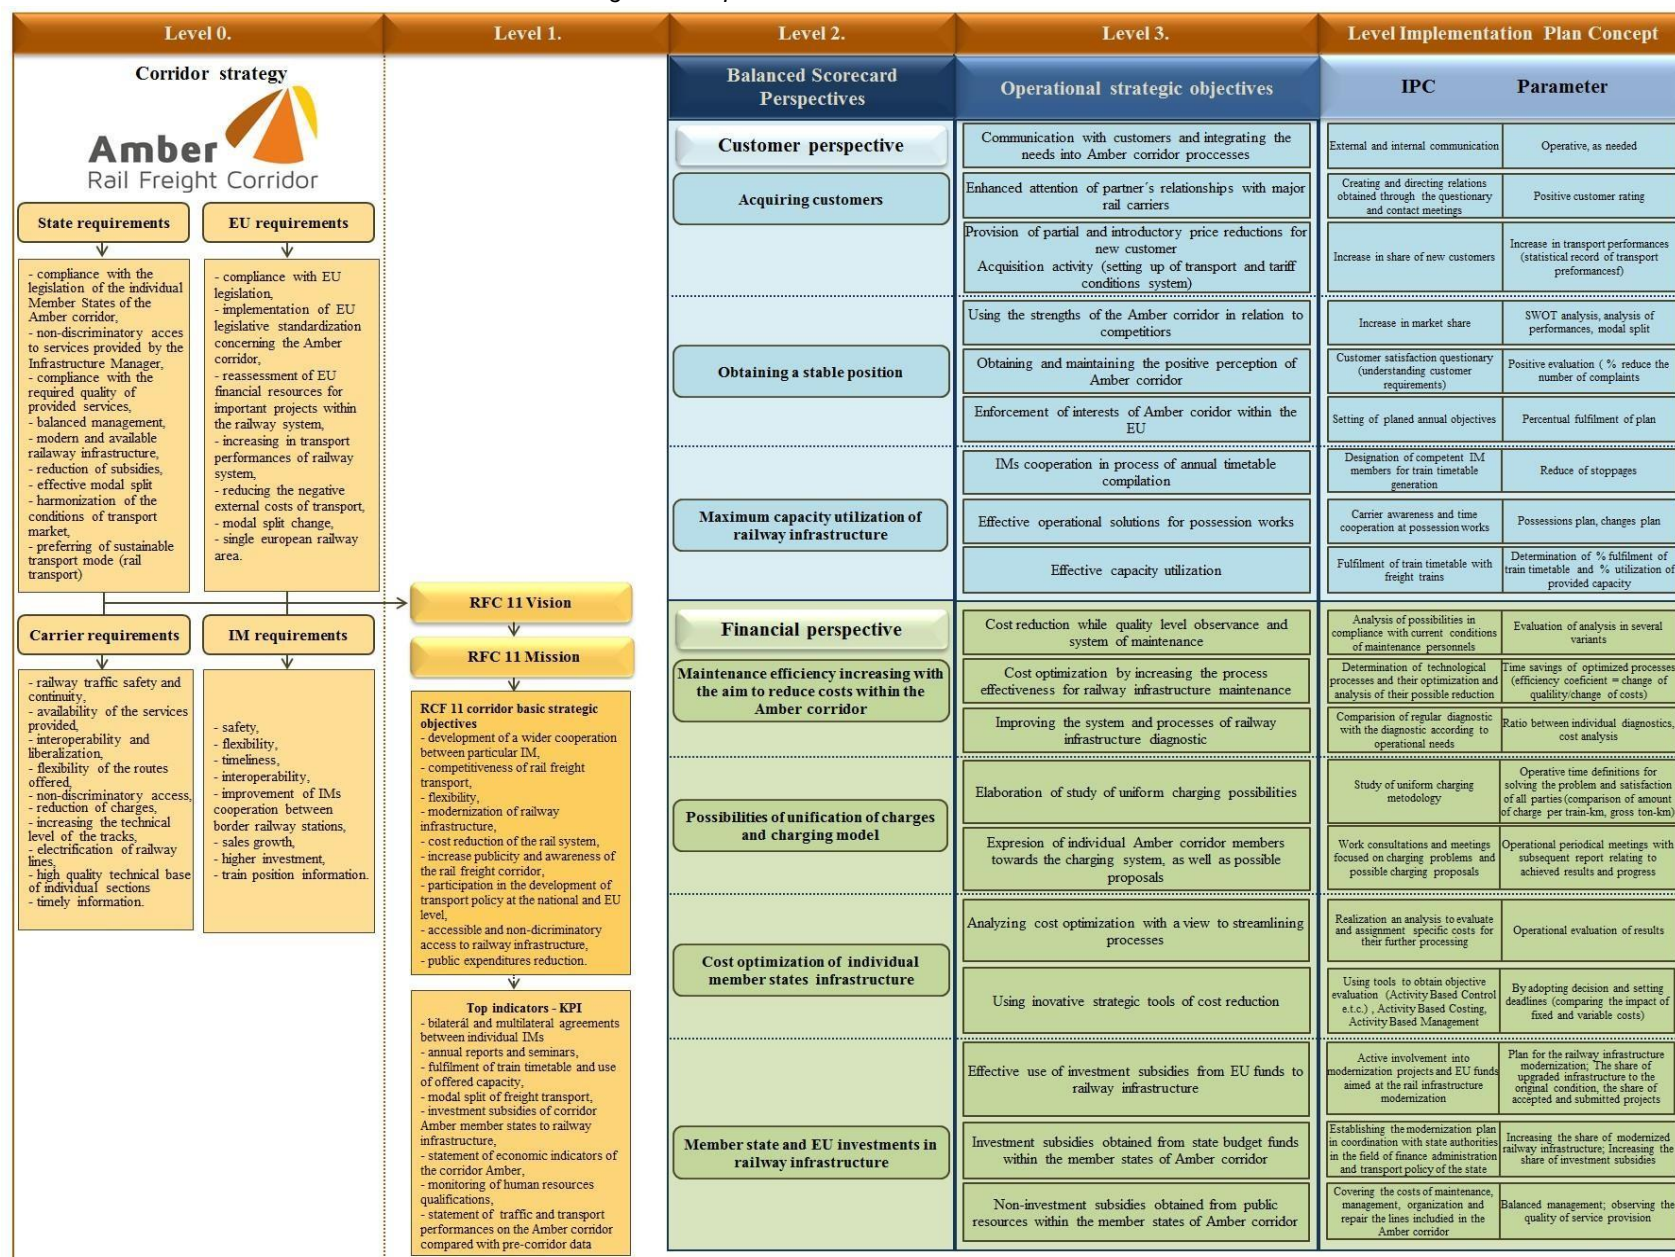 Level 0.
Level 1.
Level 2.
Level 3.
Level Implementation Plan Concept
Corridor strategy
Amber
Rail Freight Corridor
State requirements
- compliance with the
legislation of the individual
Member States of the
Amber corridor,
- non-discriminatory acces
to services provided by the
Infrastructure Manager,
- compliance with the
required quality of
provided services,
- balanced management,
- modern and available
railaway infrastructure,
- reduction of subsidies,
- effective modal split
- harmonization of the
conditions of transport
market,
- preferring of sustainable
transport mode (rail
transport)
EU requirements
- compliance with EU
legislation,
- implementation of EU
legislative standardization
concerning the Amber
corridor,
- reassessment of EU
financial resources for
important projects within
the railway system,
- increasing in transport
performances of railway
system,
- reducing the negative
external costs of transport,
- modal split change,
- single european railway
area.
Carrier requirements
- railway traffic safety and
continuity,
- availability of the services
provided,
- interoperability and
liberalization,
- flexibility of the routes
offered,
- non-discriminatory access,
- reduction of charges,
- increasing the technical
level of the tracks,
- electrification of railway
lines,
- high quality technical base
of individual sections
- timely information.
IM requirements
- safety,
- flexibility,
- timeliness,
- interoperability,
- improvement of IMs
cooperation between
border railway stations,
- sales growth,
- higher investment,
- train position information.
RFC 11 Vision
RFC 11 Mission
RCF 11 corridor basic strategic
objectives
- development of a wider cooperation
between particular IM,
- competitiveness of rail freight
transport,
- flexibility,
- modernization of railway
infrastructure,
- cost reduction of the rail system,
- increase publicity and awareness of
the rail freight corridor,
- participation in the development of
transport policy at the national and EU
level,
- accessible and non-dicriminatory
access to railway infrastructure,
- public expenditures reduction.
Top indicators - KPI
- bilaterál and multilateral agreements
between individual IMs
- annual reports and seminars,
- fulfilment of train timetable and use
of offered capacity,
- modal split of freight transport,
- investment subsidies of corridor
Amber member states to railway
infrastructure,
- statement of economic indicators of
the corridor Amber,
- monitoring of human resources
qualifications,
- statement of traffic and transport
performances on the Amber corridor
compared with pre-corridor data
Balanced Scorecard
Perspectives
Operational strategic objectives
IPC
Parameter
Customer perspective
Communication with customers and integrating the
needs into Amber corridor proccesses
External and internal communication
Operative, as needed
Acquiring customers
Enhanced attention of partner´s relationships with major
rail carriers
Creating and directing relations
obtained through the questionary
and contact meetings
Positive customer rating
Provision of partial and introductory price reductions for
new customer
Acquisition activity (setting up of transport and tariff
conditions system)
Increase in share of new customers
Increase in transport performances
(statistical record of transport
preformancesf)
Obtaining a stable position
Using the strengths of the Amber corridor in relation to
competitiors
Increase in market share
SWOT analysis, analysis of
performances, modal split
Obtaining and maintaining the positive perception of
Amber corridor
Customer satisfaction questionary
(understanding customer
requirements)
Positive evaluation ( % reduce the
number of complaints
Enforcement of interests of Amber coridor within the
EU
Setting of planed annual objectives
Percentual fulfilment of plan
Maximum capacity utilization of
railway infrastructure
IMs cooperation in process of annual timetable
compilation
Designation of competent IM
members for train timetable
generation
Reduce of stoppages
Effective operational solutions for possession works
Carrier awareness and time
cooperation at possession works
Possessions plan, changes plan
Effective capacity utilization
Fulfilment of train timetable with
freight trains
Determination of % fulfilment of
train timetable and % utilization of
provided capacity
Financial perspective
Cost reduction while quality level observance and
system of maintenance
Analysis of possibilities in
compliance with current conditions
of maintenance personnels
Evaluation of analysis in several
variants
Maintenance efficiency increasing with
the aim to reduce costs within the
Amber corridor
Cost optimization by increasing the process
effectiveness for railway infrastructure maintenance
Determination of technological
processes and their optimization and
analysis of their possible reduction
Time savings of optimized processes
(efficiency coeficient = change of
qualility/change of costs)
Improving the system and processes of railway
infrastructure diagnostic
Comparision of regular diagnostic
with the diagnostic according to
operational needs
Ratio between individual diagnostics,
cost analysis
Possibilities of unification of charges
and charging model
Elaboration of study of uniform charging possibilities
Study of uniform charging
metodology
Operative time definitions for
solving the problem and satisfaction
of all parties (comparison of amount
of charge per train-km, gross ton-km)
Expresion of individual Amber corridor members
towards the charging system, as well as possible
proposals
Work consultations and meetings
focused on charging problems and
possible charging proposals
Operational periodical meetings with
subsequent report relating to
achieved results and progress
Cost optimization of individual
member states infrastructure
Analyzing cost optimization with a view to streamlining
processes
Realization an analysis to evaluate
and assignment specific costs for
their further processing
Operational evaluation of results
Using inovative strategic tools of cost reduction
Using tools to obtain objective
evaluation (Activity Based Control
e.t.c.) , Activity Based Costing,
Activity Based Management
By adopting decision and setting
deadlines (comparing the impact of
fixed and variable costs)
Member state and EU investments in
railway infrastructure
Effective use of investment subsidies from EU funds to
railway infrastructure
Active involvement into
modernization projects and EU funds
aimed at the rail infrastructure
modernization
Plan for the railway infrastructure
modernization; The share of
upgraded infrastructure to the
original condition, the share of
accepted and submitted projects
Investment subsidies obtained from state budget funds
within the member states of Amber corridor
Establishing the modernization plan
in coordination with state authorities
in the field of finance administration
and transport policy of the state
Increasing the share of modernized
railway infrastructure; Increasing the
share of investment subsidies
Non-investment subsidies obtained from public
resources within the member states of Amber corridor
Covering the costs of maintenance,
management, organization and
repair the lines included in the
Amber corridor
Balanced management; observing the
quality of service provision